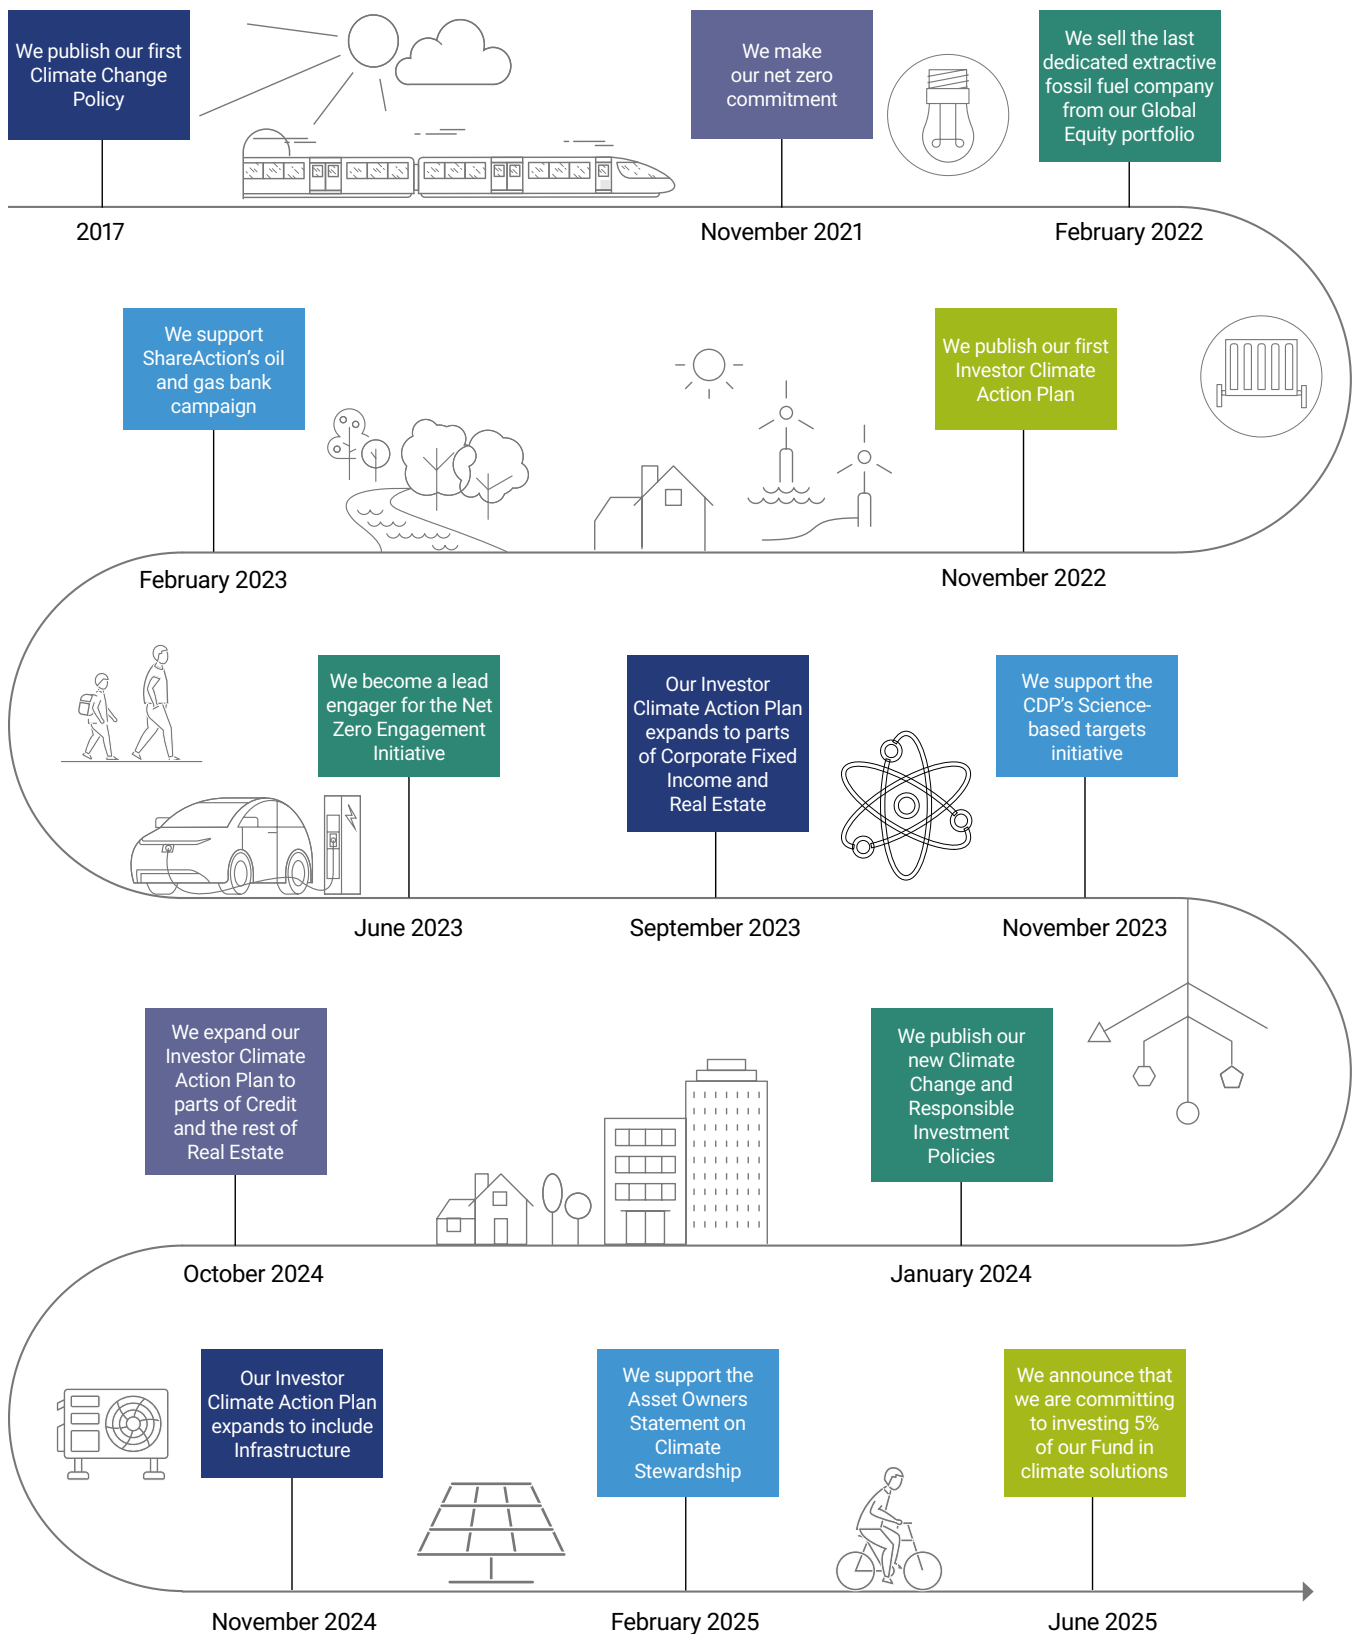 We publish our first
Climate Change
Policy
2017
We make
our net zero
commitment
November 2021
We sell the last
dedicated extractive
fossil fuel company
from our Global
Equity portfolio
February 2022
We publish our first
Investor Climate
Action Plan
November 2022
We support
ShareAction’s oil
and gas bank
campaign
February 2023
We become a lead
engager for the Net
Zero Engagement
Initiative
June 2023
Our Investor
Climate Action Plan
expands to parts
of Corporate Fixed
Income and
Real Estate
September 2023
We support the
CDP’s Science-
based targets
initiative
November 2023
We publish our
new Climate
Change and
Responsible
Investment
Policies
January 2024
We expand our
Investor Climate
Action Plan to
parts of Credit
and the rest of
Real Estate
October 2024
Our Investor
Climate Action Plan
expands to include
Infrastructure
November 2024
We support the
Asset Owners
Statement on
Climate
Stewardship
February 2025
We announce that
we are committing
to investing 5%
of our Fund in
climate solutions
June 2025